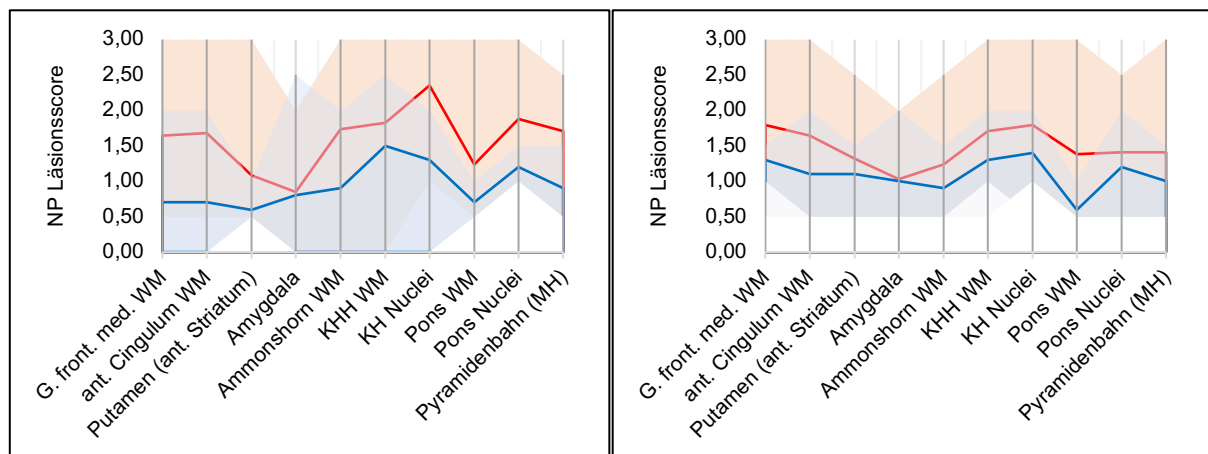 NP Läsionsscore
3,00
2,50
2,00
1,50
1,00
0,50
0,00
G. front. med. WM
ant. Cingulum WM
Putamen (ant. Striatum)
Amygdala
Ammonshorn WM
KHH WM
KH Nuclei
Pons WM
Pons Nuclei
Pyramidenbahn (MH)
NP Läsionsscore
3,00
2,50
2,00
1,50
1,00
0,50
0,00
G. front. med. WM
ant. Cingulum WM
Putamen (ant. Striatum)
Amygdala
Ammonshorn WM
KHH WM
KH Nuclei
Pons WM
Pons Nuclei
Pyramidenbahn (MH)